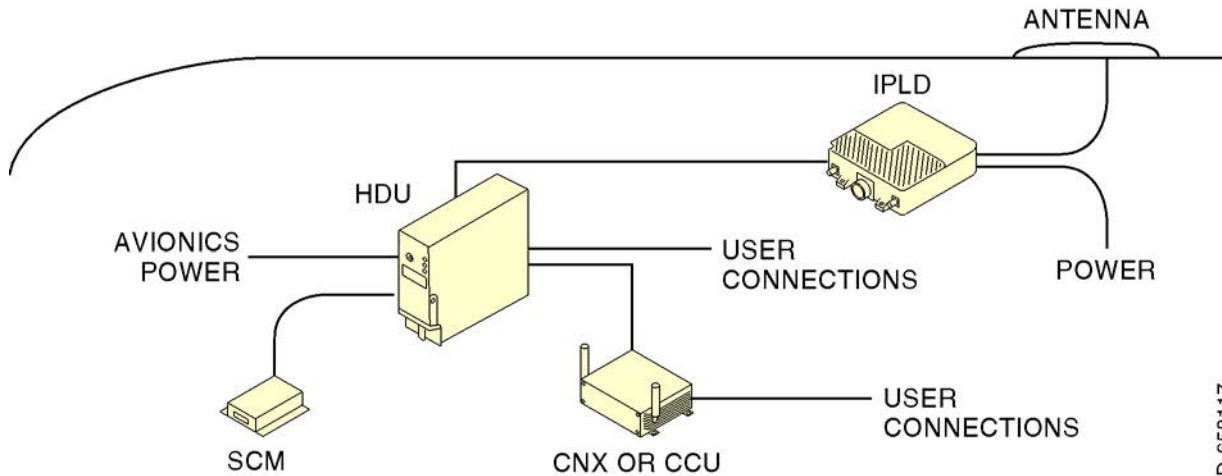 ANTENNA
IPLD
HDU
AVIONICS
POWER
USER
CONNECTIONS
POWER
USER
CONNECTIONS
SCM
CNX OR CCU